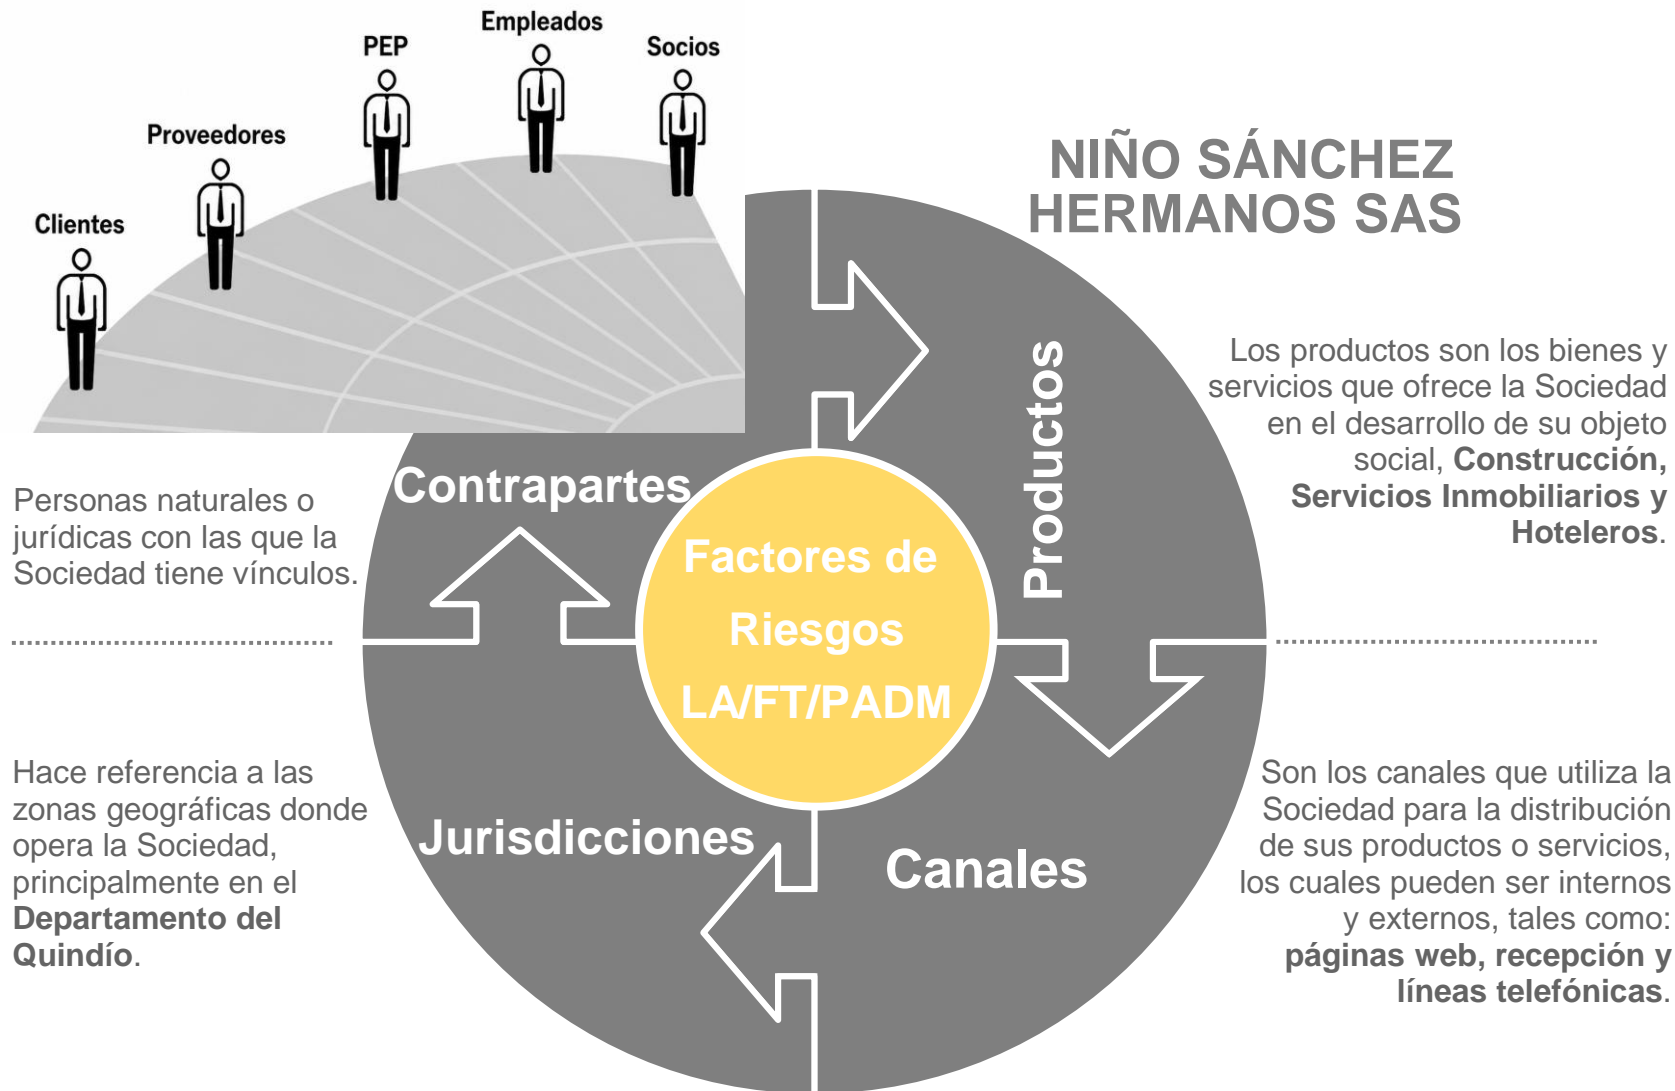 Empleados
PEP
Socios
Proveedores
Clientes
NIÑO SÁNCHEZ
HERMANOS SAS
Contrapartes
Personas naturales o
jurídicas con las que la
Sociedad tiene vínculos.
Productos
Los productos son los bienes y
servicios que ofrece la Sociedad
en el desarrollo de su objeto
social, Construcción,
Servicios Inmobiliarios y
Hoteleros.
Factores de
Riesgos
LA/FT/PADM
Jurisdicciones
Hace referencia a las
zonas geográficas donde
opera la Sociedad,
principalmente en el
Departamento del
Quindío.
Canales
Son los canales que utiliza la
Sociedad para la distribución
de sus productos o servicios,
los cuales pueden ser internos
y externos, tales como:
páginas web, recepción y
líneas telefónicas.